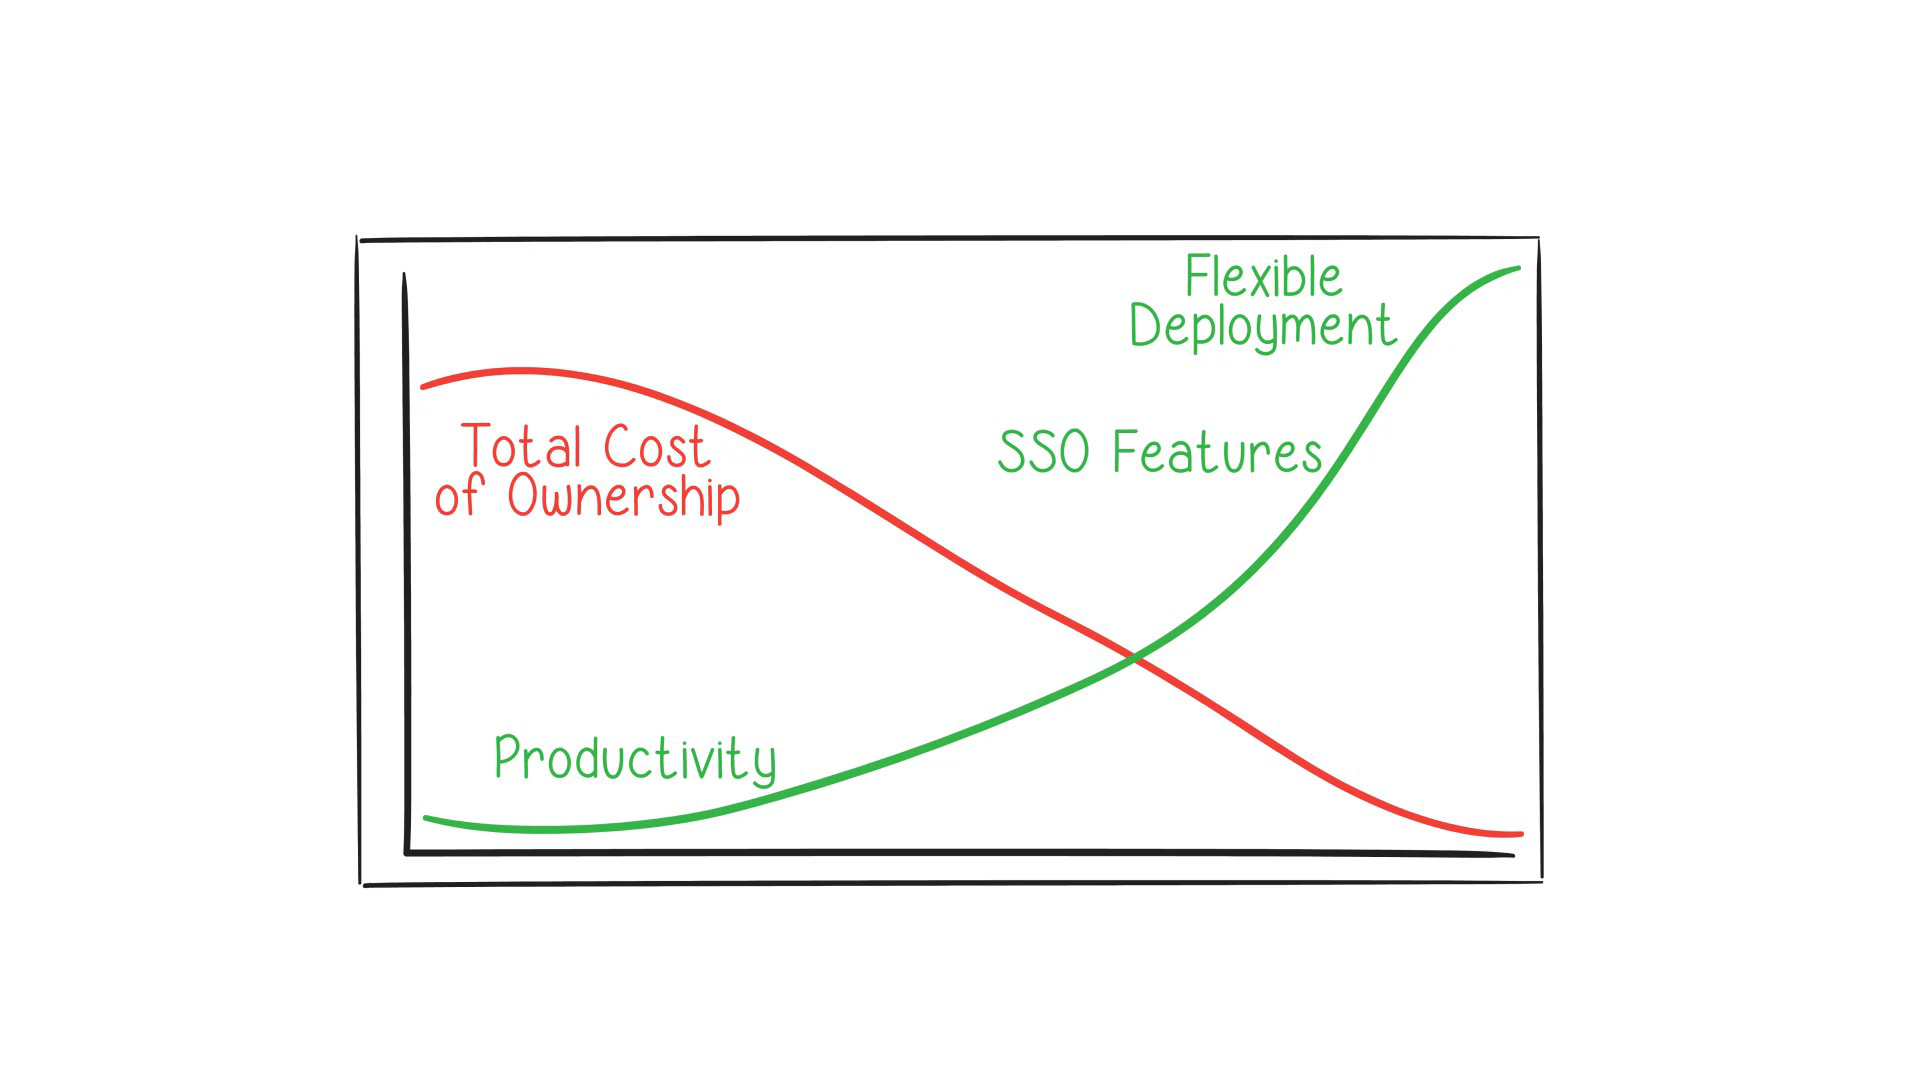 Flexible
Deployment
Total Cost
of Ownership
SSO Features
Productivity